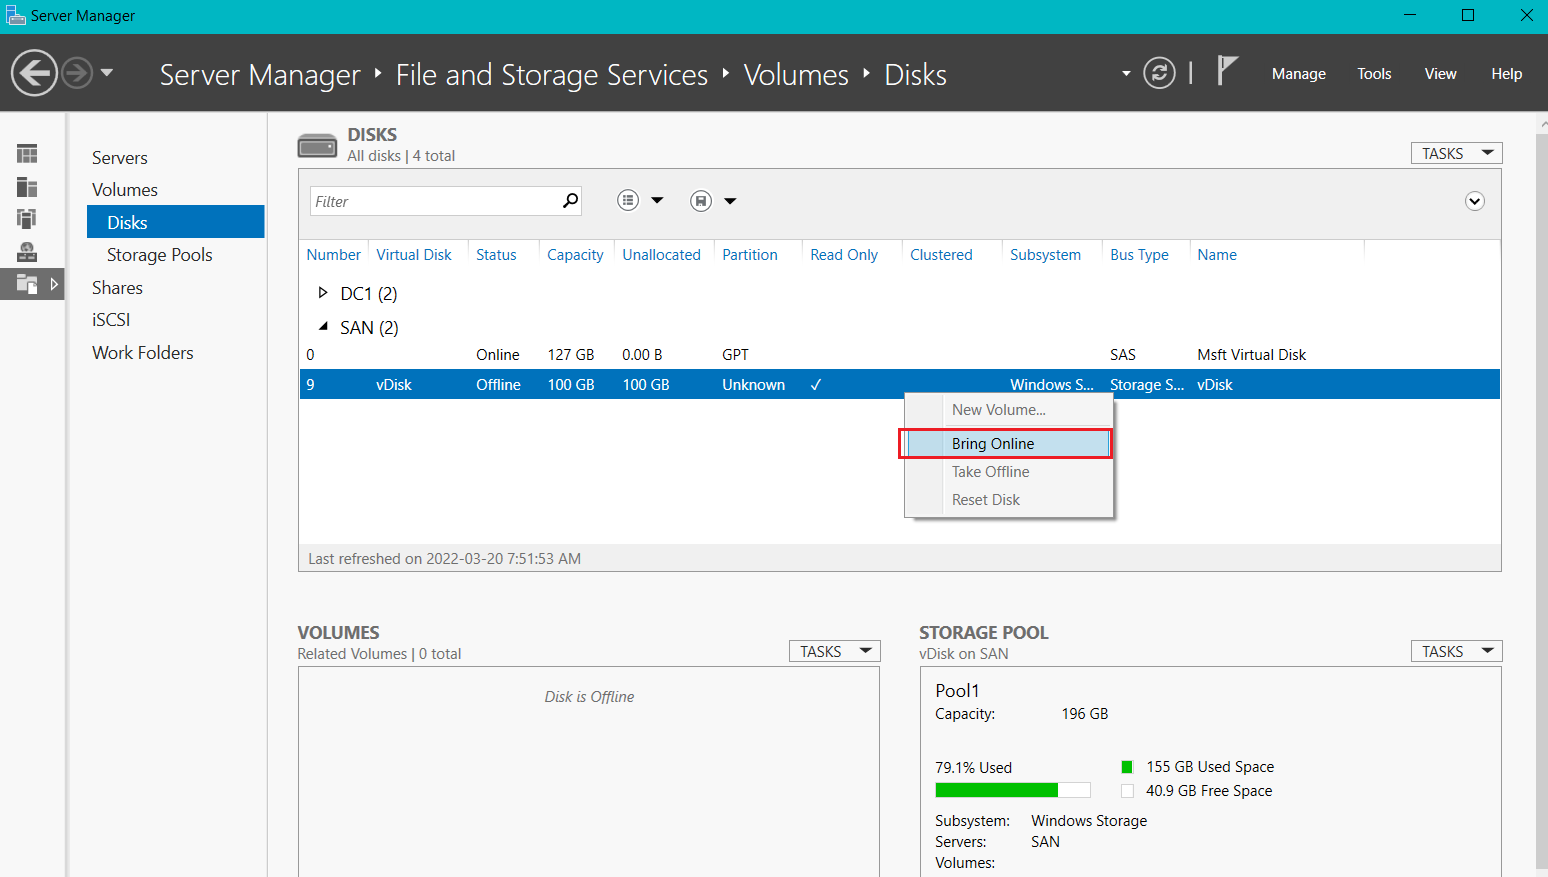 Server Manager
Server Manager ‣ File and Storage Services ‣ Volumes ‣ Disks
Manage Tools View Help
Servers
Volumes
Disks
Storage Pools
Shares
iSCSI
Work Folders
DISKS
All disks | 4 total
TASKS
Filter
Number Virtual Disk Status Capacity Unallocated Partition Read Only Clustered Subsystem Bus Type Name
DC1 (2)
SAN (2)
0 Online 127 GB 0.00 B GPT SAS Msft Virtual Disk
9 vDisk Offline 100 GB 100 GB Unknown ✓ Windows S... Storage S... vDisk
New Volume...
Bring Online
Take Offline
Reset Disk
Last refreshed on 2022-03-20 7:51:53 AM
VOLUMES
Related Volumes | 0 total
TASKS
Disk is Offline
STORAGE POOL
vDisk on SAN
TASKS
Pool1
Capacity: 196 GB
79.1% Used
155 GB Used Space
40.9 GB Free Space
Subsystem: Windows Storage
Servers: SAN
Volumes: